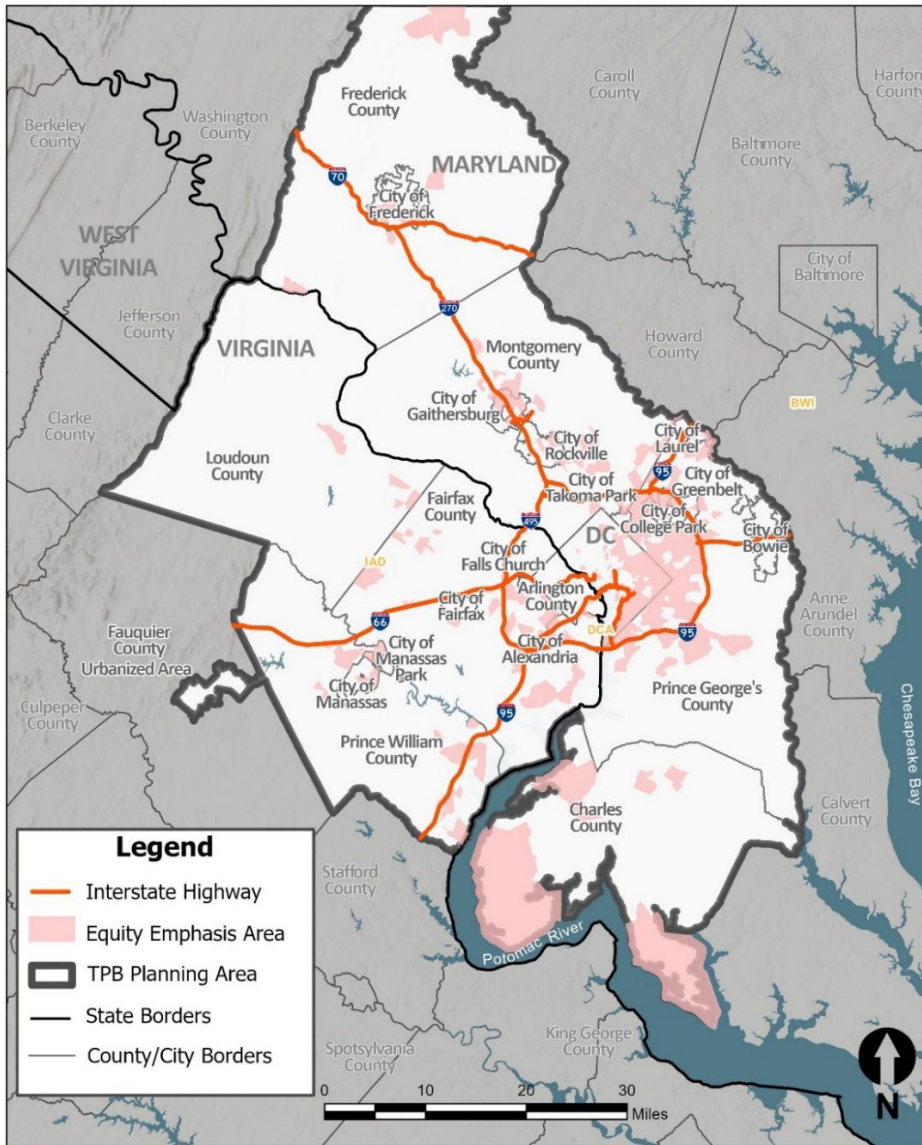 Caroll
County
Harford
County
Frederick
County
Washington
County
Berkeley
County
Baltimore
County
MARYLAND
70
City of
Frederick
WEST
VIRGINIA
City of
Baltimore
Jefferson
County
270
Howard
County
VIRGINIA
Montgomery
County
City of
Gaithersburg
BWI
Clarke
County
City of
Laurel
City of
Rockville
Loudoun
County
95
City of
Greenbelt
City of
Takoma Park
Fairfax
County
City of
College Park
495
City of
Bowie
DC
City of
Falls Church
IAD
Arlington
County
City of
Fairfax
Anne
Arundel
County
66
DCA
95
Fauquier
County
Urbanized Area
City of
Manassas
Park
City of
Alexandria
City of
Manassas
Prince George's
County
Culpeper
County
95
Chesapeake Bay
Prince William
County
Charles
County
Calvert
County
Stafford
County
Potomac River
King George
County
Spotsylvania
County
Legend
Interstate Highway
Equity Emphasis Area
TPB Planning Area
State Borders
County/City Borders
0 10 20 30
Miles
N